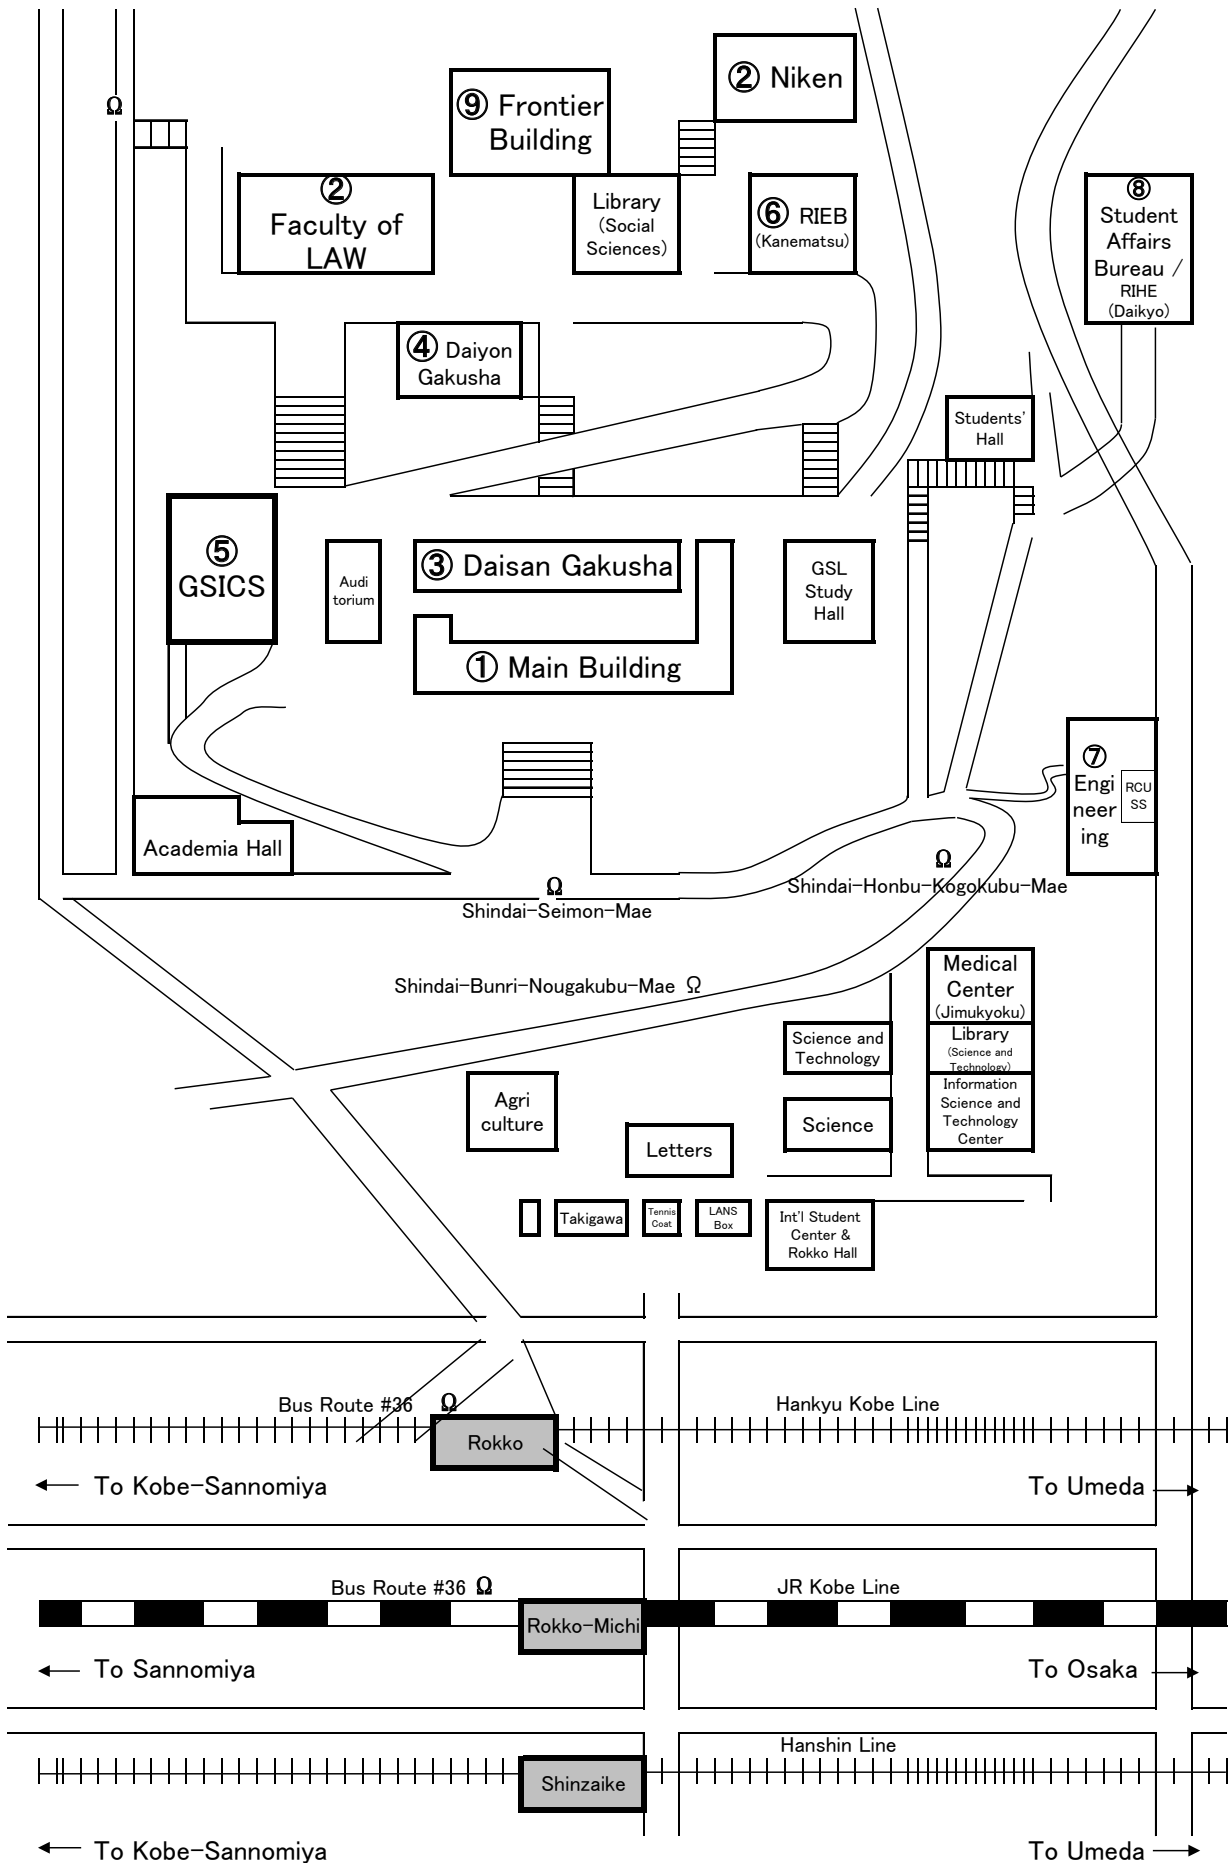 Ω
② Niken
⑨ Frontier
Building
②
Faculty of
LAW
Library
(Social
Sciences)
⑥ RIEB
(Kanematsu)
⑧
Student
Affairs
Bureau /
RIHE
(Daikyo)
④ Daiyon
Gakusha
Students'
Hall
⑤
GSICS
Audi
torium
③ Daisan Gakusha
GSL
Study
Hall
① Main Building
⑦
Engi
neer
ing
RCU
SS
Academia Hall
Ω
Shindai-Seimon-Mae
Ω
Shindai-Honbu-Kogokubu-Mae
Shindai-Bunri-Nougakubu-Mae Ω
Medical
Center
(Jimukyoku)
Science and
Technology
Library
(Science and
Technology)
Agri
culture
Information
Science and
Technology
Center
Science
Letters
Takigawa
Tennis
Coat
LANS
Box
Int'l Student
Center &
Rokko Hall
Bus Route #36 Ω
Hankyu Kobe Line
Rokko
To Kobe-Sannomiya
To Umeda
Bus Route #36 Ω
JR Kobe Line
Rokko-Michi
To Sannomiya
To Osaka
Hanshin Line
Shinzaike
To Kobe-Sannomiya
To Umeda